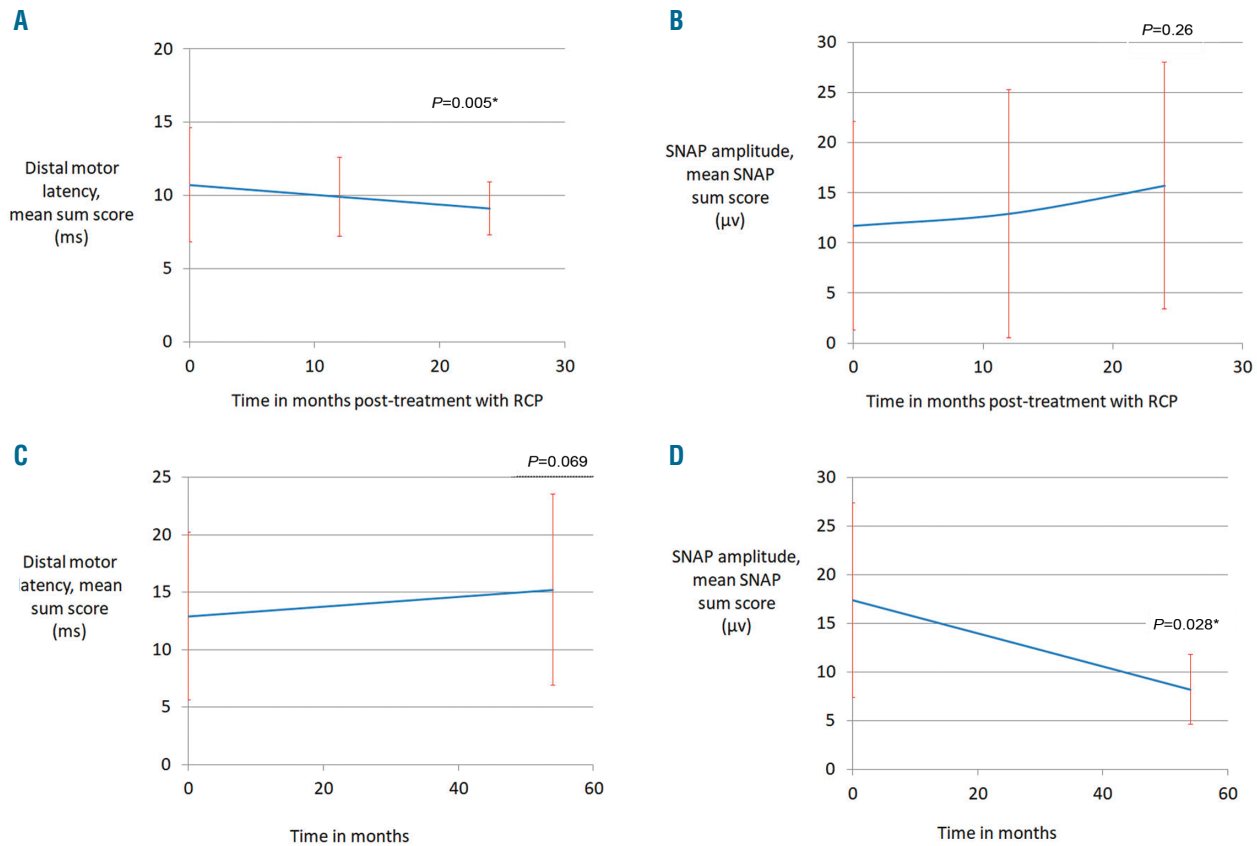 A
20
15
10
5
0
P=0.005*
Distal motor
latency,
mean sum score
(ms)
0 10 20 30
Time in months post-treatment with RCP
B
30
25
20
15
10
5
0
P=0.26
SNAP amplitude,
mean SNAP
sum score
(μv)
0 10 20 30
Time in months post-treatment with RCP
C
25
20
15
10
5
0
P=0.069
Distal motor
latency, mean
sum score
(ms)
0 20 40 60
Time in months
D
30
25
20
15
10
5
0
P=0.028*
SNAP amplitude,
mean SNAP
sum score
(μv)
0 20 40 60
Time in months